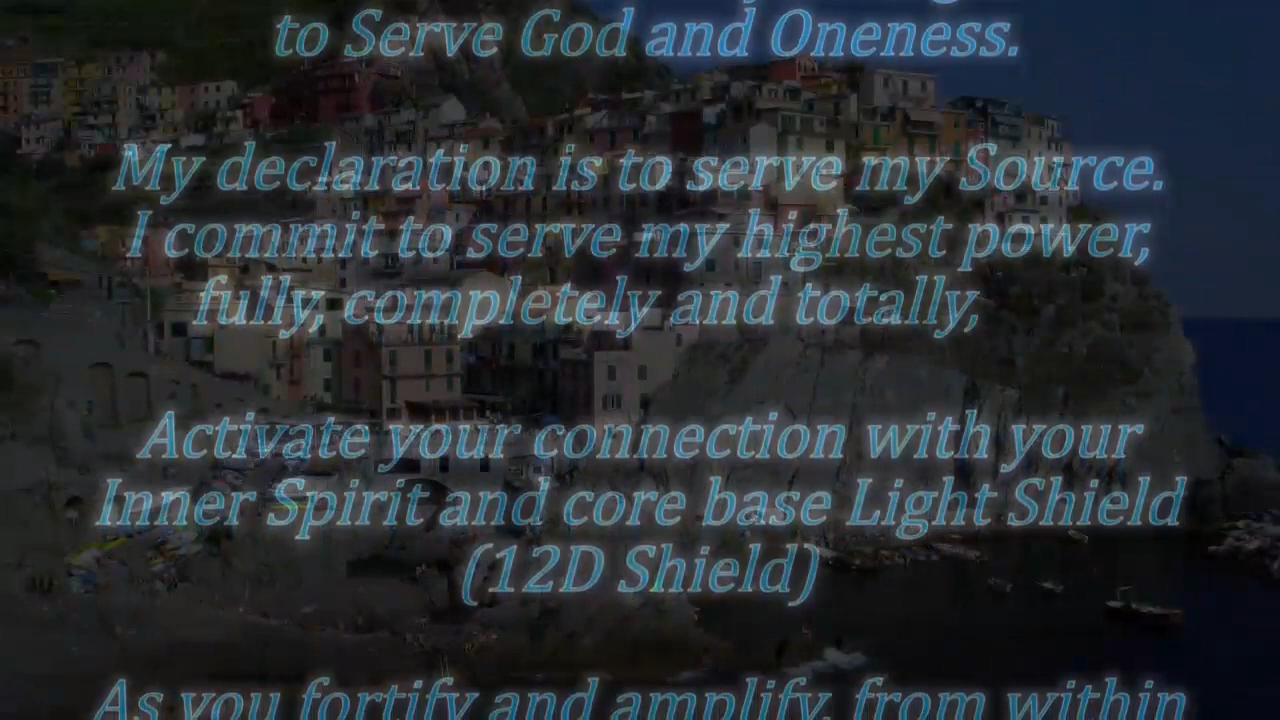 to Serve God and Oneness.
My declaration is to serve my Source.
I commit to serve my highest power,
fully, completely and totally,
Activate your connection with your
Inner Spirit and core base Light Shield
(12D Shield)
As you fortify and amplify, from within